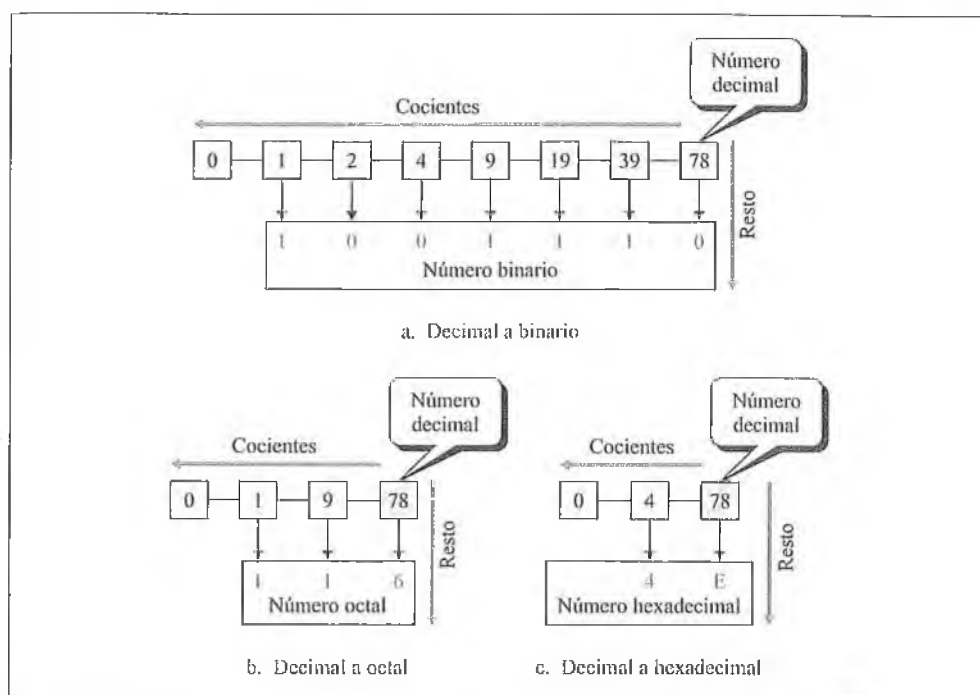 Número
decimal
Cocientes
0 1 2 4 9 19 39 78
Resto
1 0 0 1 1 1 0
Número binario
a. Decimal a binario
Número
decimal
Cocientes
0 1 9 78
Resto
1 1 6
Número octal
b. Decimal a octal
Número
decimal
Cocientes
0 4 78
Resto
4 E
Número hexadecimal
c. Decimal a hexadecimal